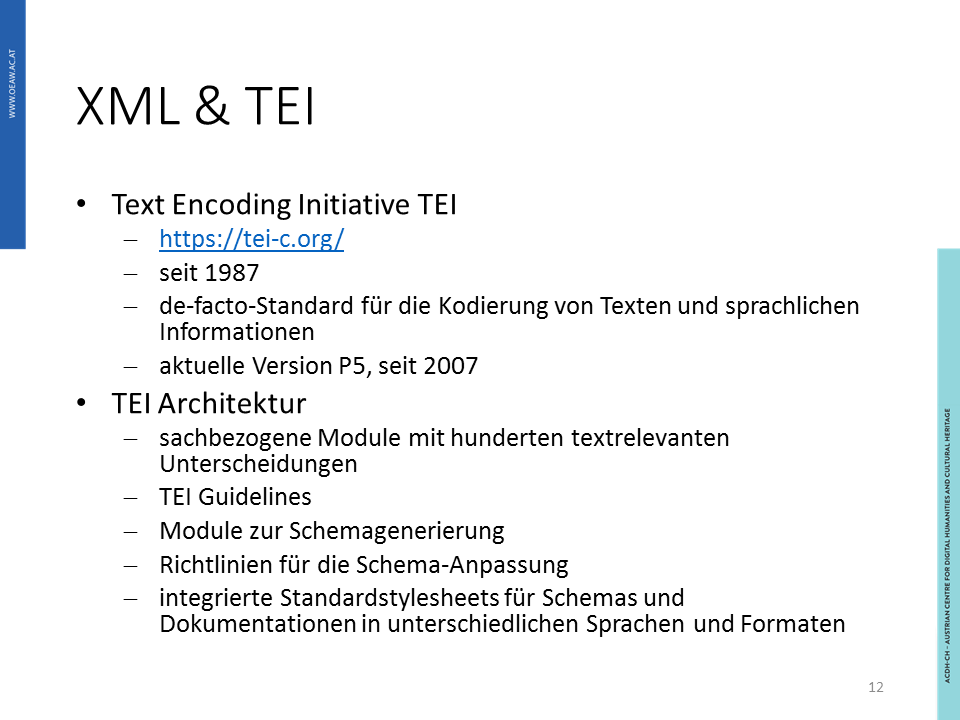 WWW.OEAW.AC.AT
XML & TEI
• Text Encoding Initiative TEI
– https://tei-c.org/
– seit 1987
– de-facto-Standard für die Kodierung von Texten und sprachlichen
Informationen
– aktuelle Version P5, seit 2007
• TEI Architektur
– sachbezogene Module mit hunderten textrelevanten
Unterscheidungen
– TEI Guidelines
– Module zur Schemagenerierung
– Richtlinien für die Schema-Anpassung
– integrierte Standardstylesheets für Schemas und
Dokumentationen in unterschiedlichen Sprachen und Formaten
ACDH-CH – AUSTRIAN CENTRE FOR DIGITAL HUMANITIES AND CULTURAL HERITAGE
12